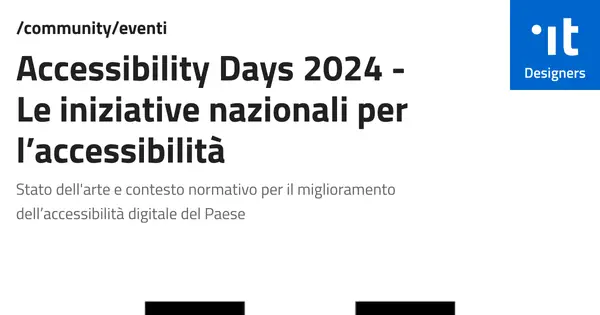 /community/eventi
Accessibility Days 2024 -
Le iniziative nazionali per
l’accessibilità
Stato dell'arte e contesto normativo per il miglioramento
dell’accessibilità digitale del Paese
it
Designers